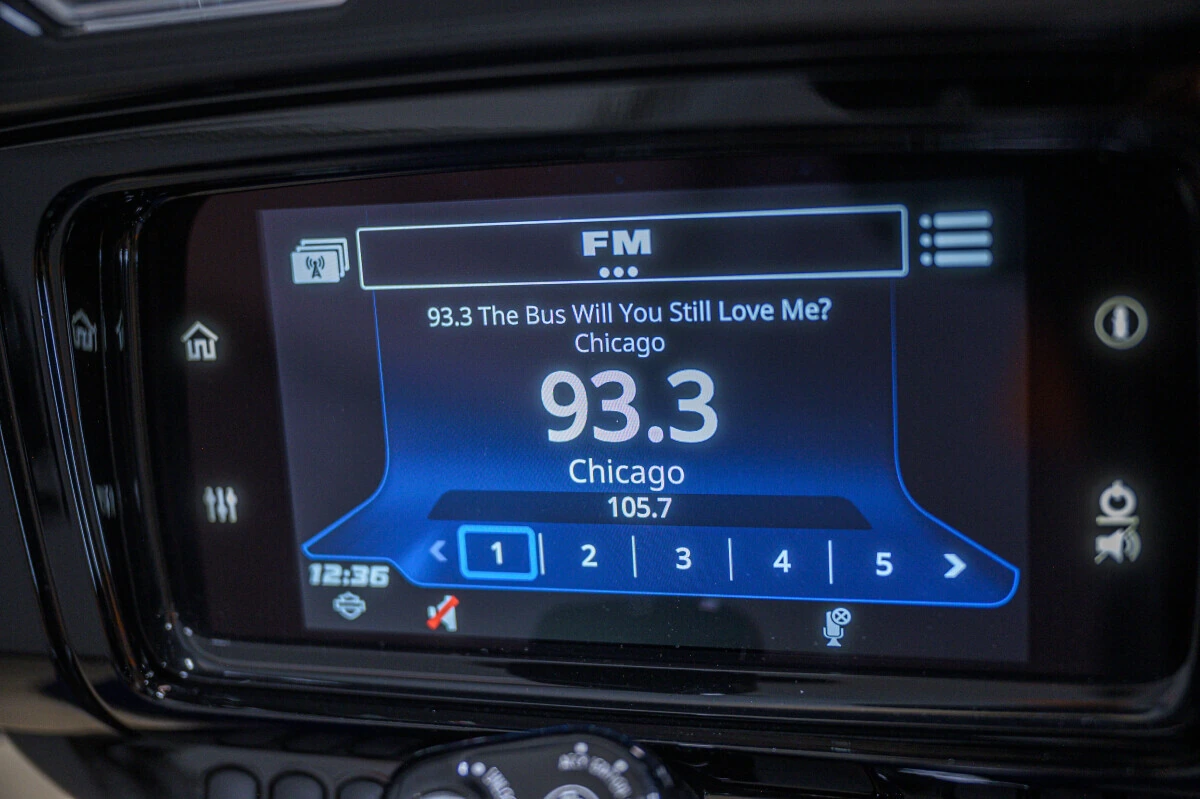 FM
93.3 The Bus Will You Still Love Me?
Chicago
93.3
Chicago
105.7
1 2 3 4 5
12:36